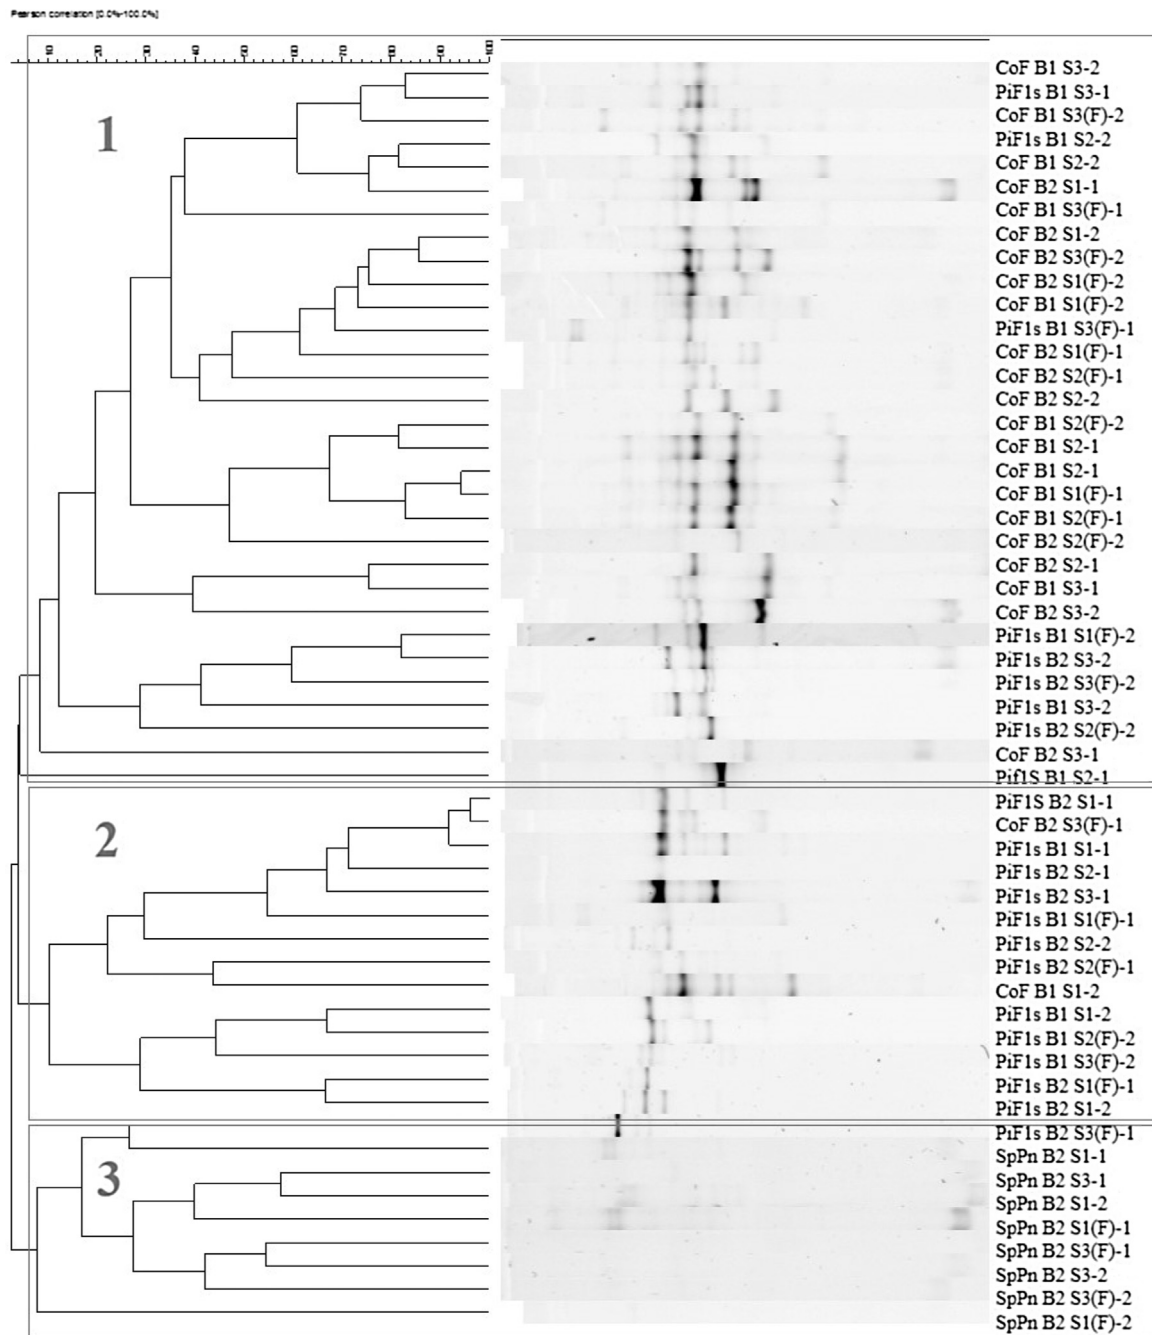 Pearson correlation [0.0%-100.0%]
10 20 30 40 50 60 70 80 90 100
1
CoF B1 S3-2
PiF1s B1 S3-1
CoF B1 S3(F)-2
PiF1s B1 S2-2
CoF B1 S2-2
CoF B2 S1-1
CoF B1 S3(F)-1
CoF B2 S1-2
CoF B2 S3(F)-2
CoF B2 S1(F)-2
CoF B1 S1(F)-2
PiF1s B1 S3(F)-1
CoF B2 S1(F)-1
CoF B2 S2(F)-1
CoF B2 S2-2
CoF B1 S2(F)-2
CoF B1 S2-1
CoF B1 S2-1
CoF B1 S1(F)-1
CoF B1 S2(F)-1
CoF B2 S2(F)-2
CoF B2 S2-1
CoF B1 S3-1
CoF B2 S3-2
PiF1s B1 S1(F)-2
PiF1s B2 S3-2
PiF1s B2 S3(F)-2
PiF1s B1 S3-2
PiF1s B2 S2(F)-2
CoF B2 S3-1
Pif1S B1 S2-1
2
PiF1S B2 S1-1
CoF B2 S3(F)-1
PiF1s B1 S1-1
PiF1s B2 S2-1
PiF1s B2 S3-1
PiF1s B1 S1(F)-1
PiF1s B2 S2-2
PiF1s B2 S2(F)-1
CoF B1 S1-2
PiF1s B1 S1-2
PiF1s B1 S2(F)-2
PiF1s B1 S3(F)-2
PiF1s B2 S1(F)-1
PiF1s B2 S1-2
PiF1s B2 S3(F)-1
3
SpPn B2 S1-1
SpPn B2 S3-1
SpPn B2 S1-2
SpPn B2 S1(F)-1
SpPn B2 S3(F)-1
SpPn B2 S3-2
SpPn B2 S3(F)-2
SpPn B2 S1(F)-2